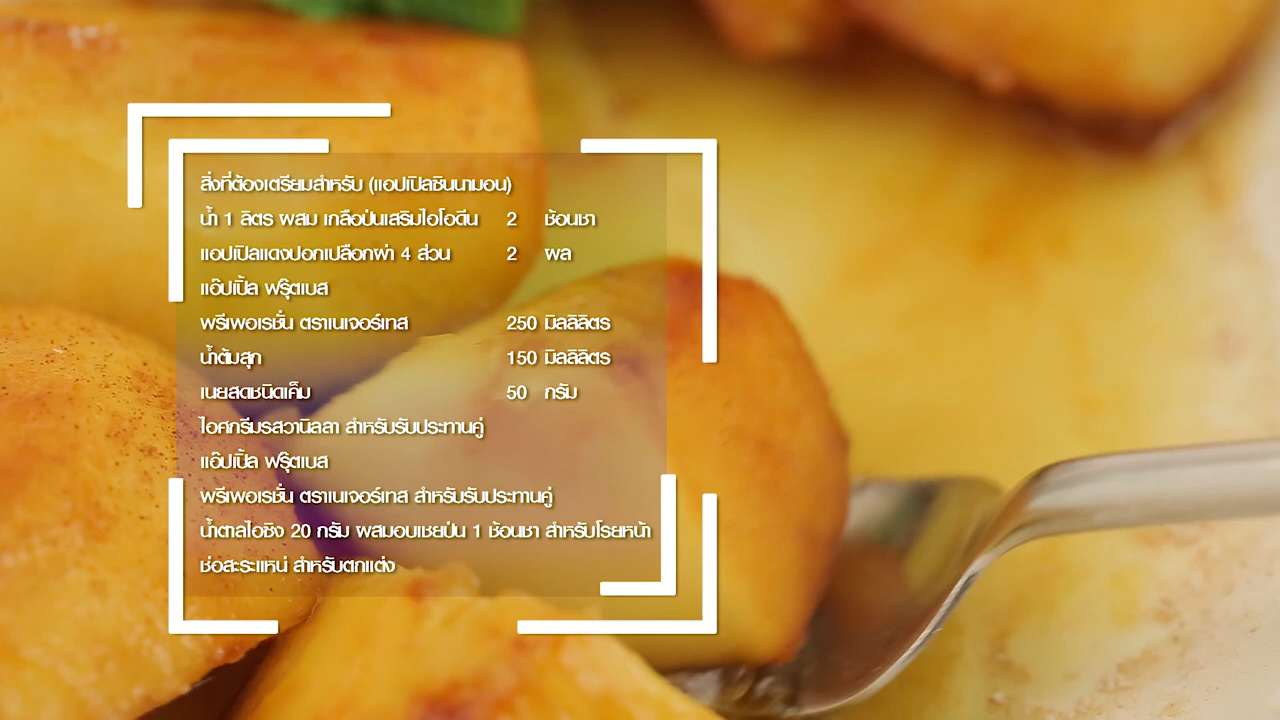 สิ่งที่ต้องเตรียมสำหรับ (แอปเปิลซินนามอน)
น้ำ 1 ลิตร ผสม เกลือป่นเสริมไอโอดีน 2 ช้อนชา
แอปเปิลแดงปอกเปลือกผ่า 4 ส่วน 2 ผล
แอ๊ปเปิ้ล ฟรุ๊ตเบส
พรีเพอเรชั่น ตราเนเจอร์เทส 250 มิลลิลิตร
น้ำต้มสุก 150 มิลลิลิตร
เนยสดชนิดเค็ม 50 กรัม
ไอศกรีมรสวานิลลา สำหรับรับประทานคู่
แอ๊ปเปิ้ล ฟรุ๊ตเบส
พรีเพอเรชั่น ตราเนเจอร์เทส สำหรับรับประทานคู่
น้ำตาลไอซิง 20 กรัม ผสมอบเชยป่น 1 ช้อนชา สำหรับโรยหน้า
ช่อสะระแหน่ สำหรับตกแต่ง